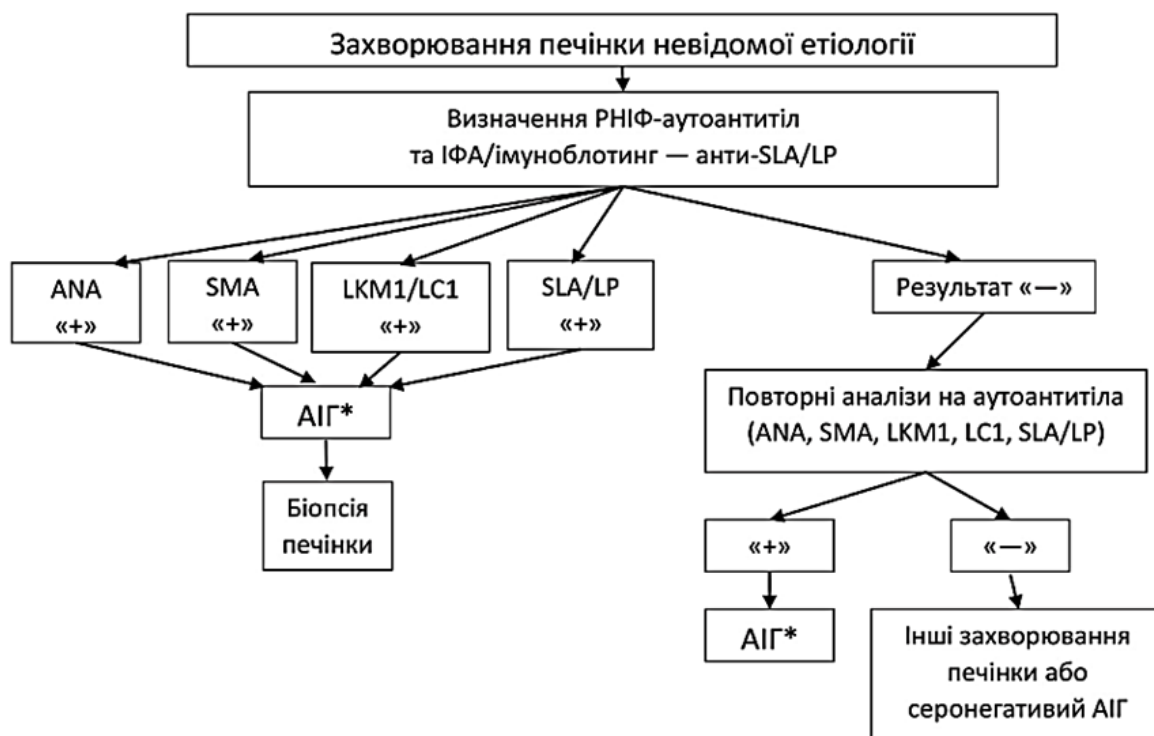 Захворювання печінки невідомої етіології
Визначення РНІФ-аутоантитіл
та ІФА/імуноблотинг — анти-SLA/LP
ANA
«+»
SMA
«+»
LKM1/LC1
«+»
SLA/LP
«+»
Результат «—»
АІГ*
Біопсія
печінки
Повторні аналізи на аутоантитіла
(ANA, SMA, LKM1, LC1, SLA/LP)
«+»
«—»
АІГ*
Інші захворювання
печінки або
серонегативий АІГ